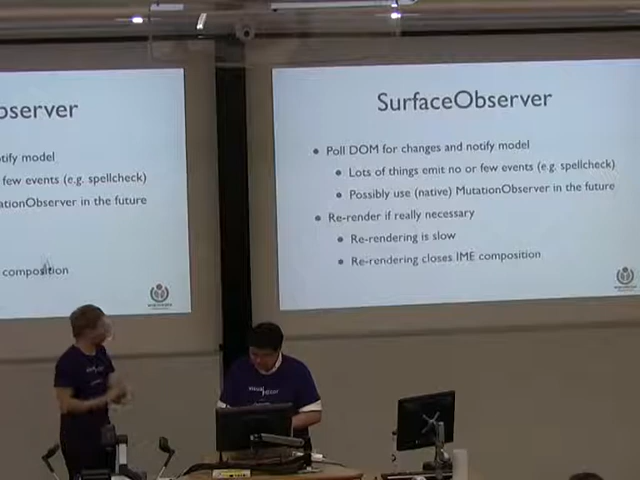 bserver
otify model
few events (e.g. spellcheck)
ationObserver in the future
composition
SurfaceObserver
• Poll DOM for changes and notify model
• Lots of things emit no or few events (e.g. spellcheck)
• Possibly use (native) MutationObserver in the future
• Re-render if really necessary
• Re-rendering is slow
• Re-rendering closes IME composition